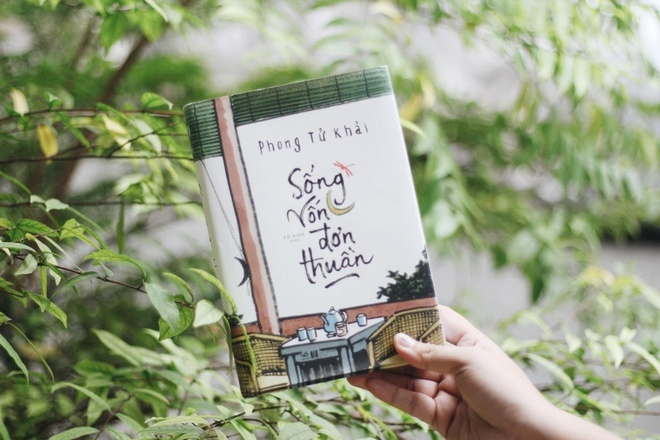 Phong Tử Khải
Sống
Vốn
đơn
thuần